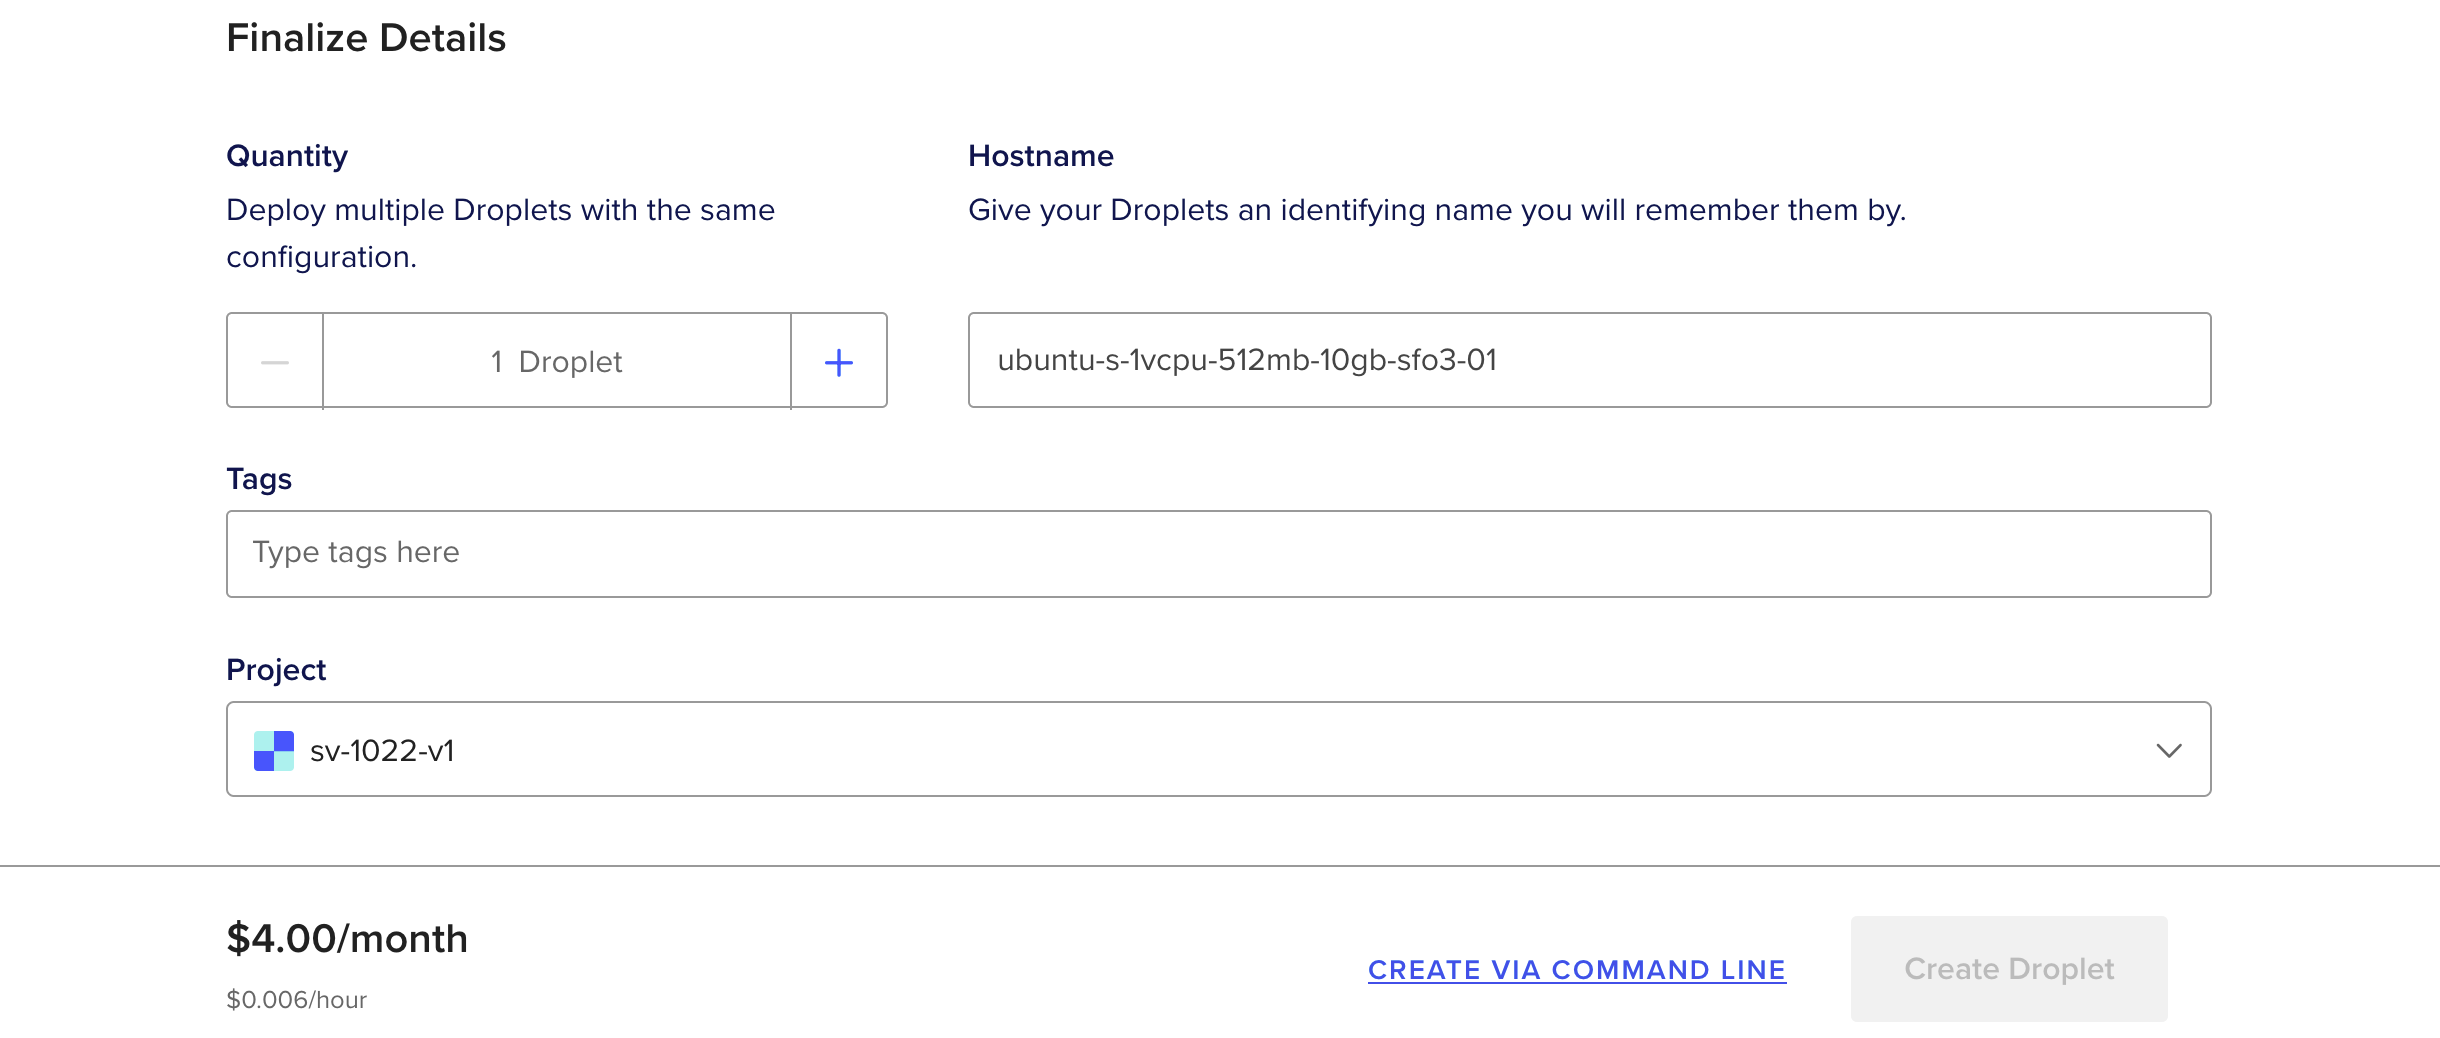 Finalize Details
Quantity
Deploy multiple Droplets with the same
configuration.
1 Droplet
Hostname
Give your Droplets an identifying name you will remember them by.
ubuntu-s-1vcpu-512mb-10gb-sfo3-01
Tags
Type tags here
Project
sv-1022-v1
$4.00/month
$0.006/hour
CREATE VIA COMMAND LINE
Create Droplet